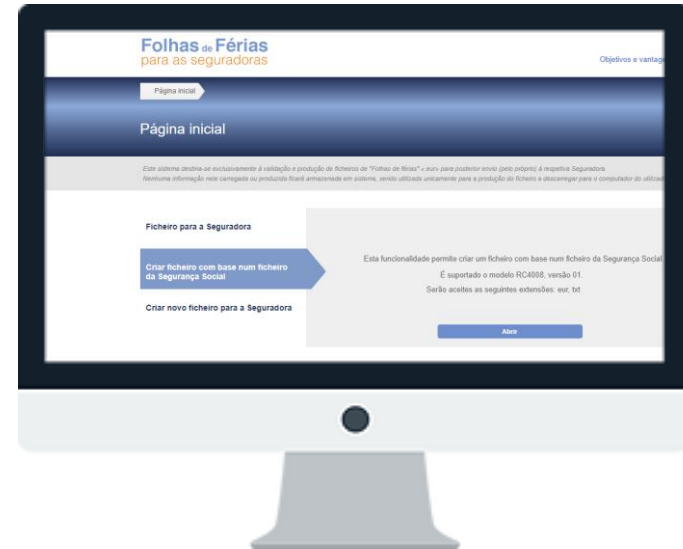 Folhas de Férias
para as seguradoras
Objetivos e vantage
Página inicial
Página inicial
Este sistema destina-se exclusivamente à validação e produção de ficheiros de "Folhas de férias" «.eur» para posterior envio (pelo próprio) à respetiva Seguradora.
Nenhuma informação nele carregada ou produzida ficará armazenada em sistema, sendo utilizada unicamente para a produção do ficheiro a descarregar para o computador do utilizad
Ficheiro para a Seguradora
Criar ficheiro com base num ficheiro
da Segurança Social
Criar novo ficheiro para a Seguradora
Esta funcionalidade permite criar um ficheiro com base num ficheiro da Segurança Social.
É suportado o modelo RC4008, versão 01.
Serão aceites as seguintes extensões: eur, txt
Abrir